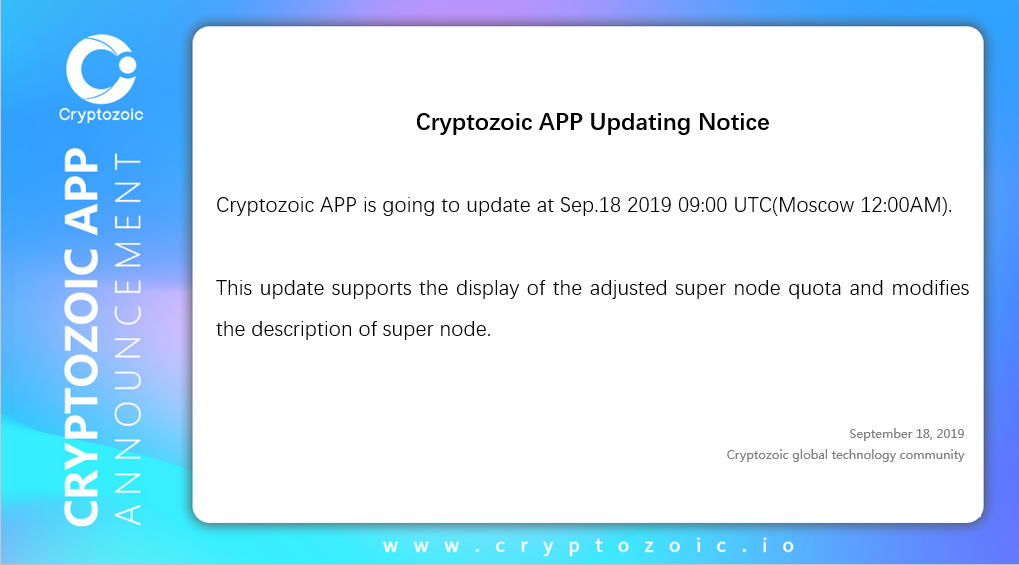 Cryptozoic
CRYPTOZOIC APP
ANNOUNCEMENT
Cryptozoic APP Updating Notice
Cryptozoic APP is going to update at Sep.18 2019 09:00 UTC(Moscow 12:00AM).
This update supports the display of the adjusted super node quota and modifies
the description of super node.
September 18, 2019
Cryptozoic global technology community
www.cryptozoic.io